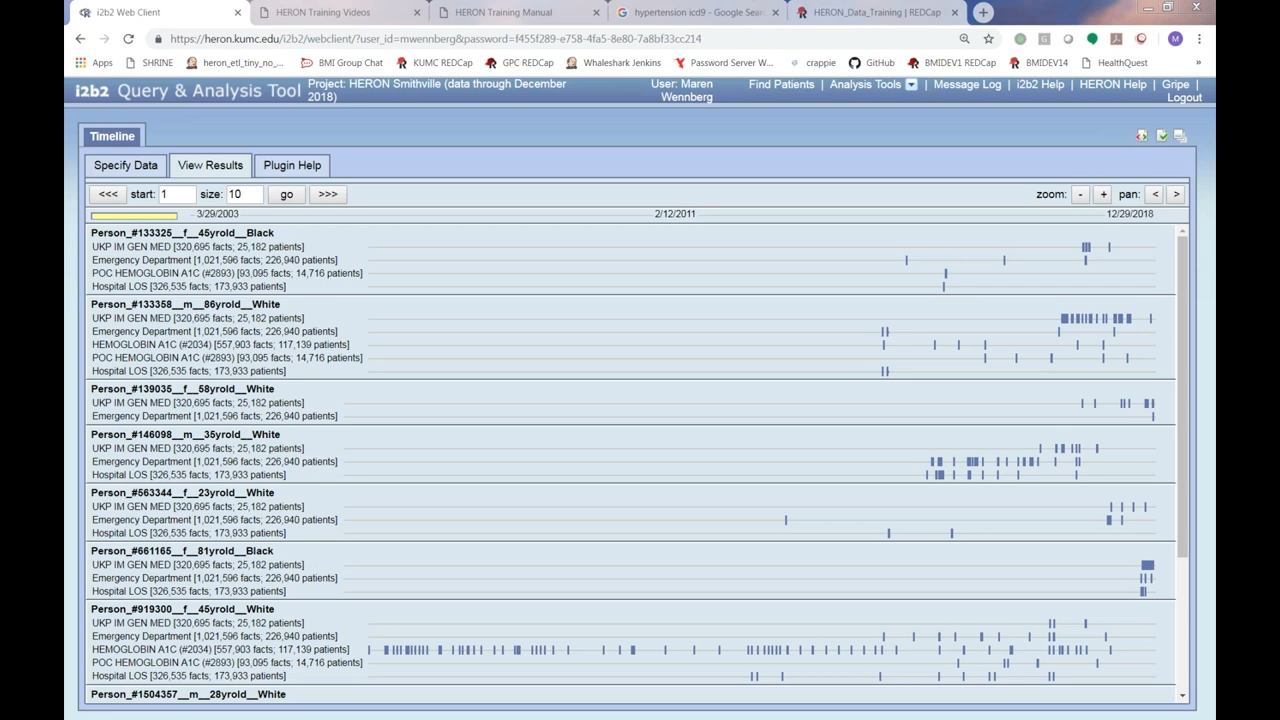 i2b2 Web Client
HERON Training Videos
HERON Training Manual
hypertension icd9 - Google Sear
HERON_Data_Training | REDCap
https://heron.kumc.edu/i2b2/webclient/?user_id=mwennberg&password=f455f289-e758-4fa5-8e80-7a8bf33cc214
M
Apps SHRINE heron_etl_tiny_no_... BMI Group Chat KUMC REDCap GPC REDCap Whaleshark Jenkins Password Server W... crappie GitHub BMIDEV1 REDCap BMIDEV14 HealthQuest »
i2b2 Query & Analysis Tool
Project: HERON Smithville (data through December
2018)
User: Maren
Wennberg
Find Patients | Analysis Tools | Message Log | i2b2 Help | HERON Help | Gripe |
Logout
Timeline
Specify Data View Results Plugin Help
<<< start: 1 size: 10 go >>> zoom: - + pan: < >
3/29/2003 2/12/2011 12/29/2018
Person_#133325__f__45yrold__Black
UKP IM GEN MED [320,695 facts; 25,182 patients]
Emergency Department [1,021,596 facts; 226,940 patients]
POC HEMOGLOBIN A1C (#2893) [93,095 facts; 14,716 patients]
Hospital LOS [326,535 facts; 173,933 patients]
Person_#133358__m__86yrold__White
UKP IM GEN MED [320,695 facts; 25,182 patients]
Emergency Department [1,021,596 facts; 226,940 patients]
HEMOGLOBIN A1C (#2034) [557,903 facts; 117,139 patients]
POC HEMOGLOBIN A1C (#2893) [93,095 facts; 14,716 patients]
Hospital LOS [326,535 facts; 173,933 patients]
Person_#139035__f__58yrold__White
UKP IM GEN MED [320,695 facts; 25,182 patients]
Emergency Department [1,021,596 facts; 226,940 patients]
Person_#146098__m__35yrold__White
UKP IM GEN MED [320,695 facts; 25,182 patients]
Emergency Department [1,021,596 facts; 226,940 patients]
Hospital LOS [326,535 facts; 173,933 patients]
Person_#563344__f__23yrold__White
UKP IM GEN MED [320,695 facts; 25,182 patients]
Emergency Department [1,021,596 facts; 226,940 patients]
Hospital LOS [326,535 facts; 173,933 patients]
Person_#661165__f__81yrold__Black
UKP IM GEN MED [320,695 facts; 25,182 patients]
Emergency Department [1,021,596 facts; 226,940 patients]
Hospital LOS [326,535 facts; 173,933 patients]
Person_#919300__f__45yrold__White
UKP IM GEN MED [320,695 facts; 25,182 patients]
Emergency Department [1,021,596 facts; 226,940 patients]
HEMOGLOBIN A1C (#2034) [557,903 facts; 117,139 patients]
POC HEMOGLOBIN A1C (#2893) [93,095 facts; 14,716 patients]
Hospital LOS [326,535 facts; 173,933 patients]
Person_#1504357__m__28yrold__White